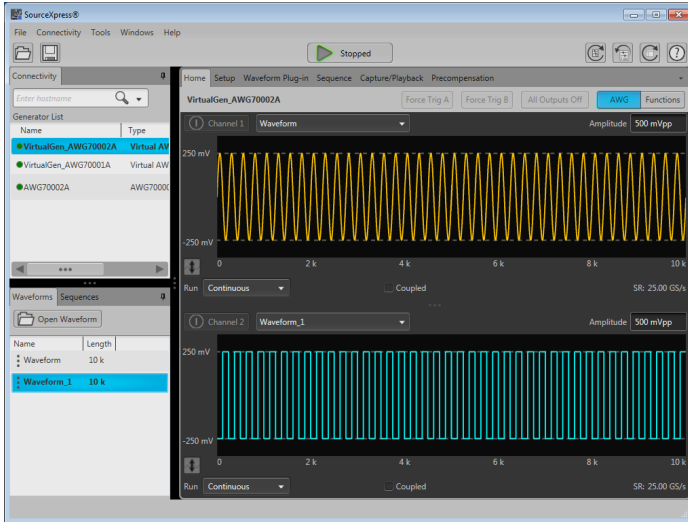 SourceXpress®
File Connectivity Tools Windows Help
Stopped
Connectivity
Enter hostname
Generator List
Name Type
VirtualGen_AWG70002A Virtual AW
VirtualGen_AWG70001A Virtual AW
AWG70002A AWG7000(
Waveforms Sequences
Open Waveform
Name Length
Waveform 10 k
Waveform_1 10 k
Home Setup Waveform Plug-in Sequence Capture/Playback Precompensation
VirtualGen_AWG70002A Force Trig A Force Trig B All Outputs Off AWG Functions
Channel 1 Waveform Amplitude 500 mVpp
250 mV
-250 mV
0 2 k 4 k 6 k 8 k 10 k
Run Continuous Coupled SR: 25.00 GS/s
Channel 2 Waveform_1 Amplitude 500 mVpp
250 mV
-250 mV
0 2 k 4 k 6 k 8 k 10 k
Run Continuous Coupled SR: 25.00 GS/s